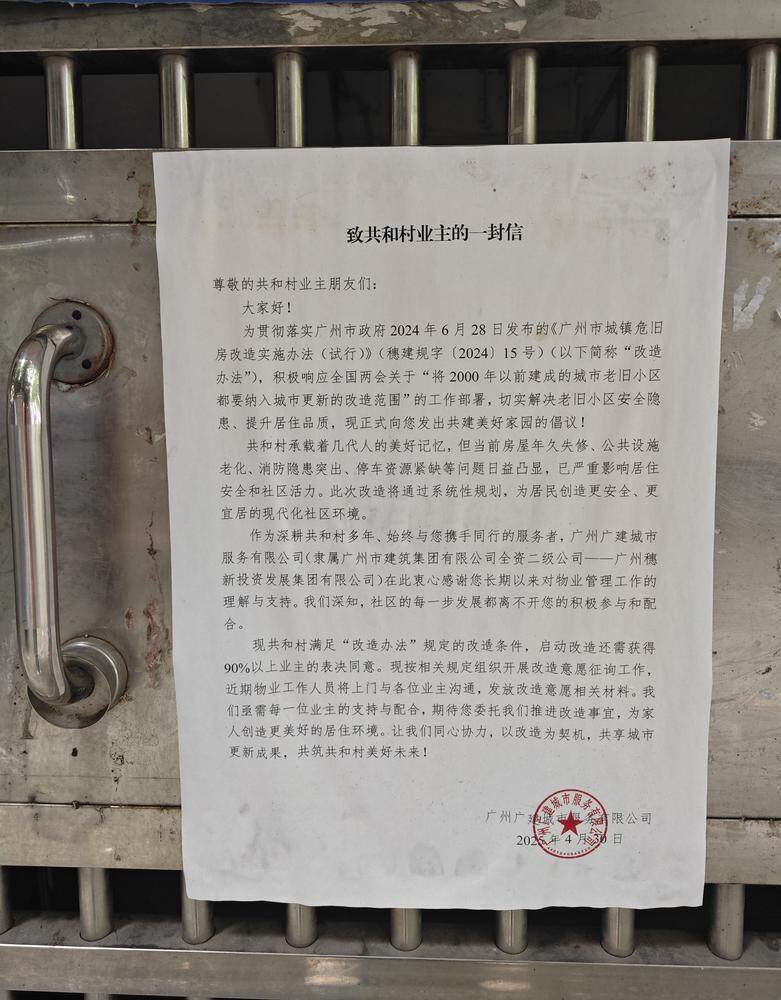 致共和村业主的一封信
尊敬的共和村业主朋友们：
大家好！
为贯彻落实广州市政府 2024 年 6 月 28 日发布的《广州市城镇危旧
房改造实施办法（试行）》（穗建规字〔2024〕15 号）（以下简称“改造
办法”），积极响应全国两会关于“将 2000 年以前建成的城市老旧小区
都要纳入城市更新的改造范围”的工作部署，切实解决老旧小区安全隐
患、提升居住品质，现正式向您发出共建美好家园的倡议！
共和村承载着几代人的美好记忆，但当前房屋年久失修、公共设施
老化、消防隐患突出、停车资源紧缺等问题日益凸显，已严重影响居住
安全和社区活力。此次改造将通过系统性规划，为居民创造更安全、更
宜居的现代化社区环境。
作为深耕共和村多年、始终与您携手同行的服务者，广州广建城市
服务有限公司（隶属广州市建筑集团有限公司全资二级公司——广州穗
新投资发展集团有限公司）在此衷心感谢您长期以来对物业管理工作的
理解与支持。我们深知，社区的每一步发展都离不开您的积极参与和配
合。
现共和村满足“改造办法”规定的改造条件，启动改造还需获得
90%以上业主的表决同意。现按相关规定组织开展改造意愿征询工作，
近期物业工作人员将上门与各位业主沟通，发放改造意愿相关材料。我
们亟需每一位业主的支持与配合，期待您委托我们推进改造事宜，为家
人创造更美好的居住环境。让我们同心协力，以改造为契机，共享城市
更新成果，共筑共和村美好未来！
广州广建城市服务有限公司
2025 年 4 月 30 日
广州广建城市服务有限公司